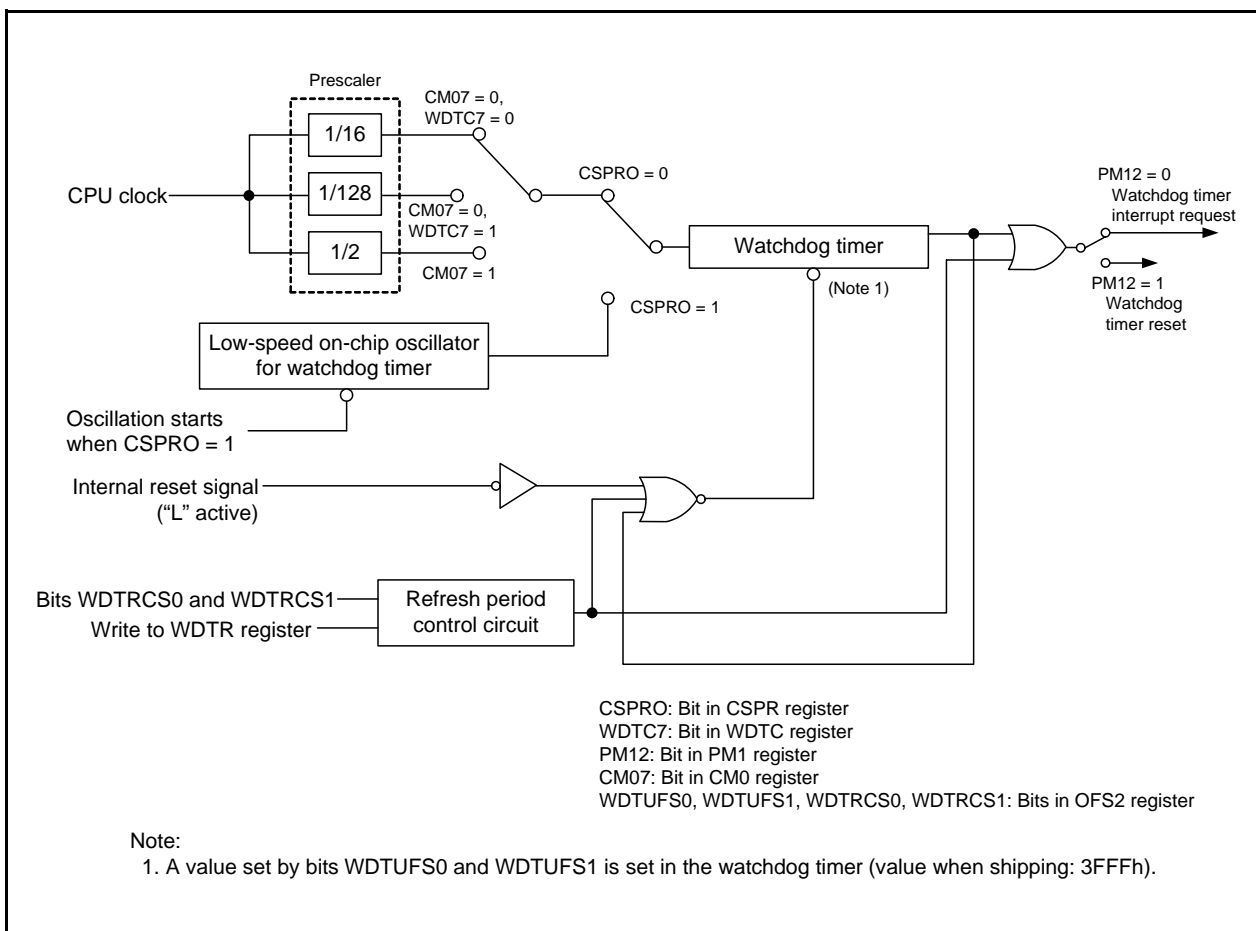 Prescaler
1/16
1/128
1/2
CPU clock
CM07 = 0,
WDTC7 = 0
CM07 = 0,
WDTC7 = 1
CM07 = 1
CSPRO = 0
CSPRO = 1
Watchdog timer
(Note 1)
PM12 = 0
Watchdog timer
interrupt request
PM12 = 1
Watchdog
timer reset
Low-speed on-chip oscillator
for watchdog timer
Oscillation starts
when CSPRO = 1
Internal reset signal
(“L” active)
Bits WDTRCS0 and WDTRCS1
Write to WDTR register
Refresh period
control circuit
CSPRO: Bit in CSPR register
WDTC7: Bit in WDTC register
PM12: Bit in PM1 register
CM07: Bit in CM0 register
WDTUFS0, WDTUFS1, WDTRCS0, WDTRCS1: Bits in OFS2 register
Note:
1. A value set by bits WDTUFS0 and WDTUFS1 is set in the watchdog timer (value when shipping: 3FFFh).